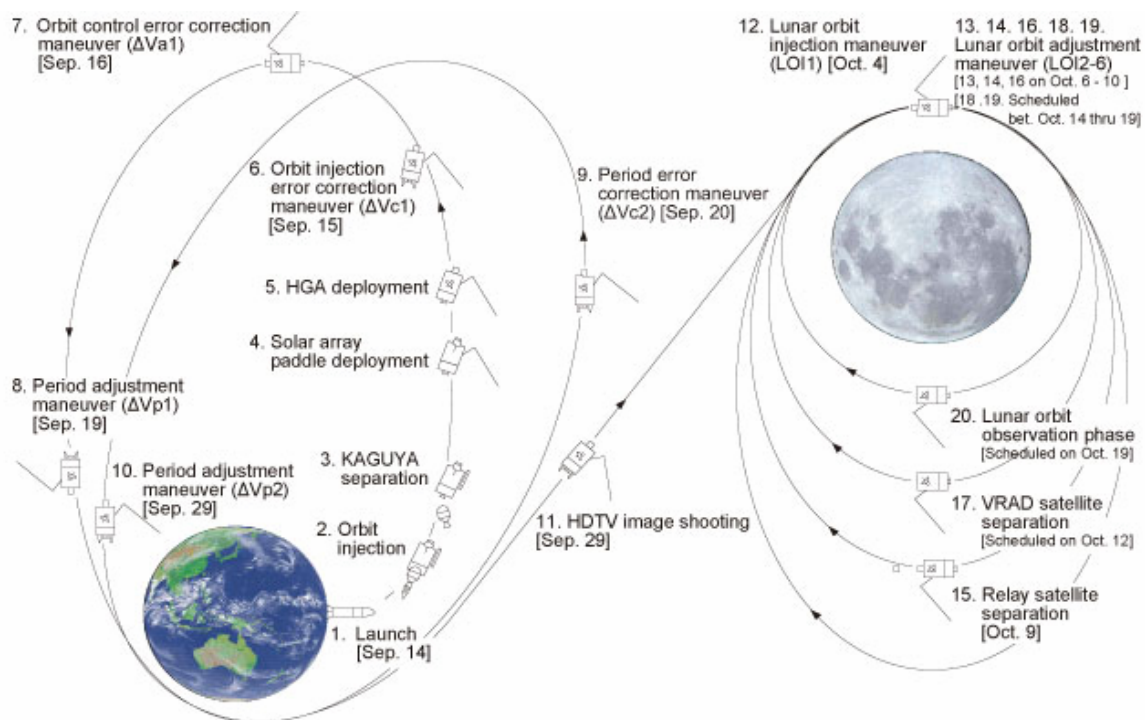 7. Orbit control error correction
maneuver (ΔVa1)
[Sep. 16]
12. Lunar orbit
injection maneuver
(LOI1) [Oct. 4]
13. 14. 16. 18. 19.
Lunar orbit adjustment
maneuver (LOI2-6)
[13, 14, 16 on Oct. 6 - 10 ]
[18 .19. Scheduled
bet. Oct. 14 thru 19]
6. Orbit injection
error correction
maneuver (ΔVc1)
[Sep. 15]
9. Period error
correction maneuver
(ΔVc2) [Sep. 20]
5. HGA deployment
4. Solar array
paddle deployment
8. Period adjustment
maneuver (ΔVp1)
[Sep. 19]
10. Period adjustment
maneuver (ΔVp2)
[Sep. 29]
3. KAGUYA
separation
2. Orbit
injection
1. Launch
[Sep. 14]
11. HDTV image shooting
[Sep. 29]
20. Lunar orbit
observation phase
[Scheduled on Oct. 19]
17. VRAD satellite
separation
[Scheduled on Oct. 12]
15. Relay satellite
separation
[Oct. 9]